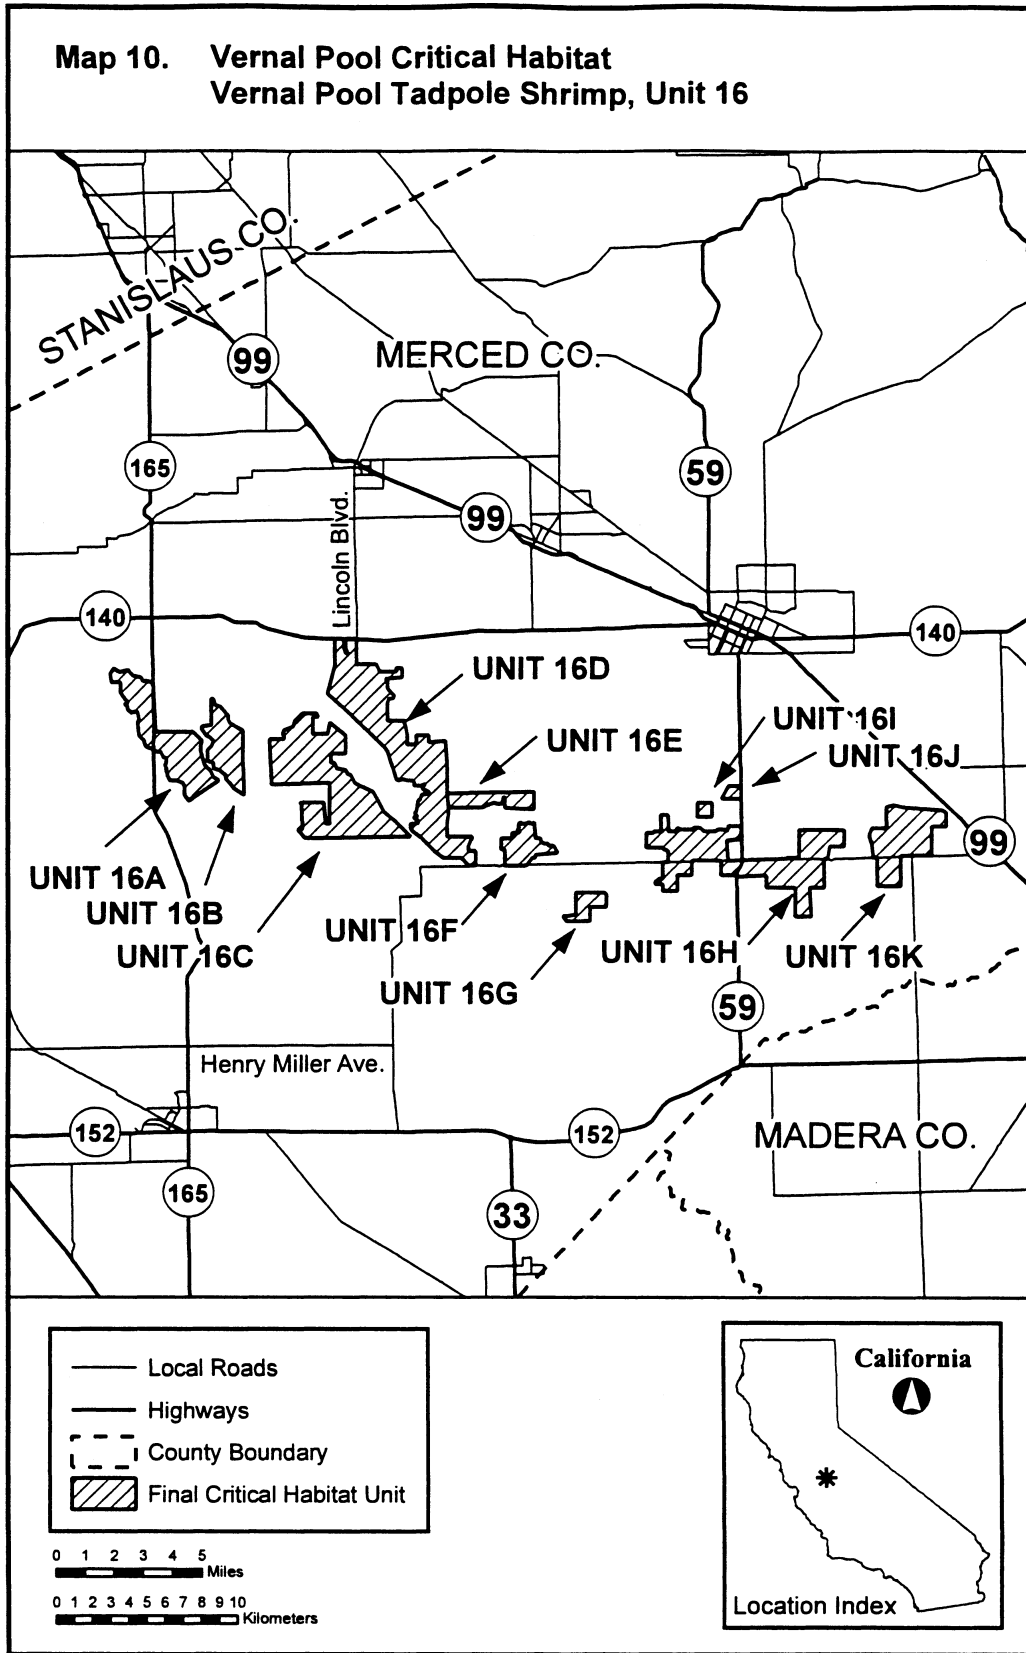 Map 10. Vernal Pool Critical Habitat
Vernal Pool Tadpole Shrimp, Unit 16
STANISLAUS CO.
99
MERCED CO.
165
59
Lincoln Blvd.
99
140
140
UNIT 16D
UNIT 16I
UNIT 16E
UNIT 16J
99
UNIT 16A
UNIT 16B
UNIT 16C
UNIT 16F
UNIT 16H
UNIT 16K
UNIT 16G
59
Henry Miller Ave.
152
152
MADERA CO.
165
33
Local Roads
Highways
County Boundary
Final Critical Habitat Unit
0 1 2 3 4 5
Miles
0 1 2 3 4 5 6 7 8 9 10
Kilometers
California
Location Index